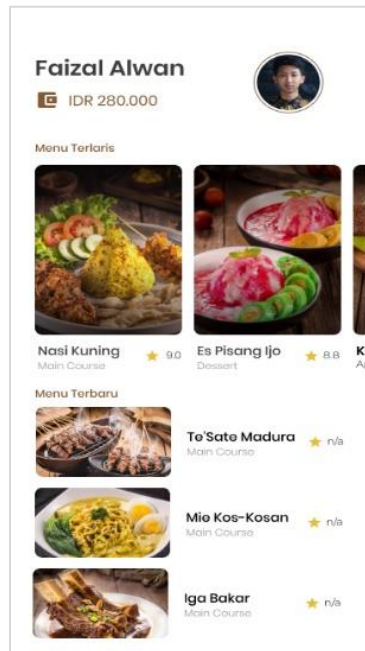 Faizal Alwan
IDR 280.000
Menu Terlaris
Nasi Kuning
Main Course
9.0
Es Pisang Ijo
Dessert
8.8
Menu Terbaru
Te'Sate Madura
Main Course
n/a
Mie Kos-Kosan
Main Course
n/a
Iga Bakar
Main Course
n/a